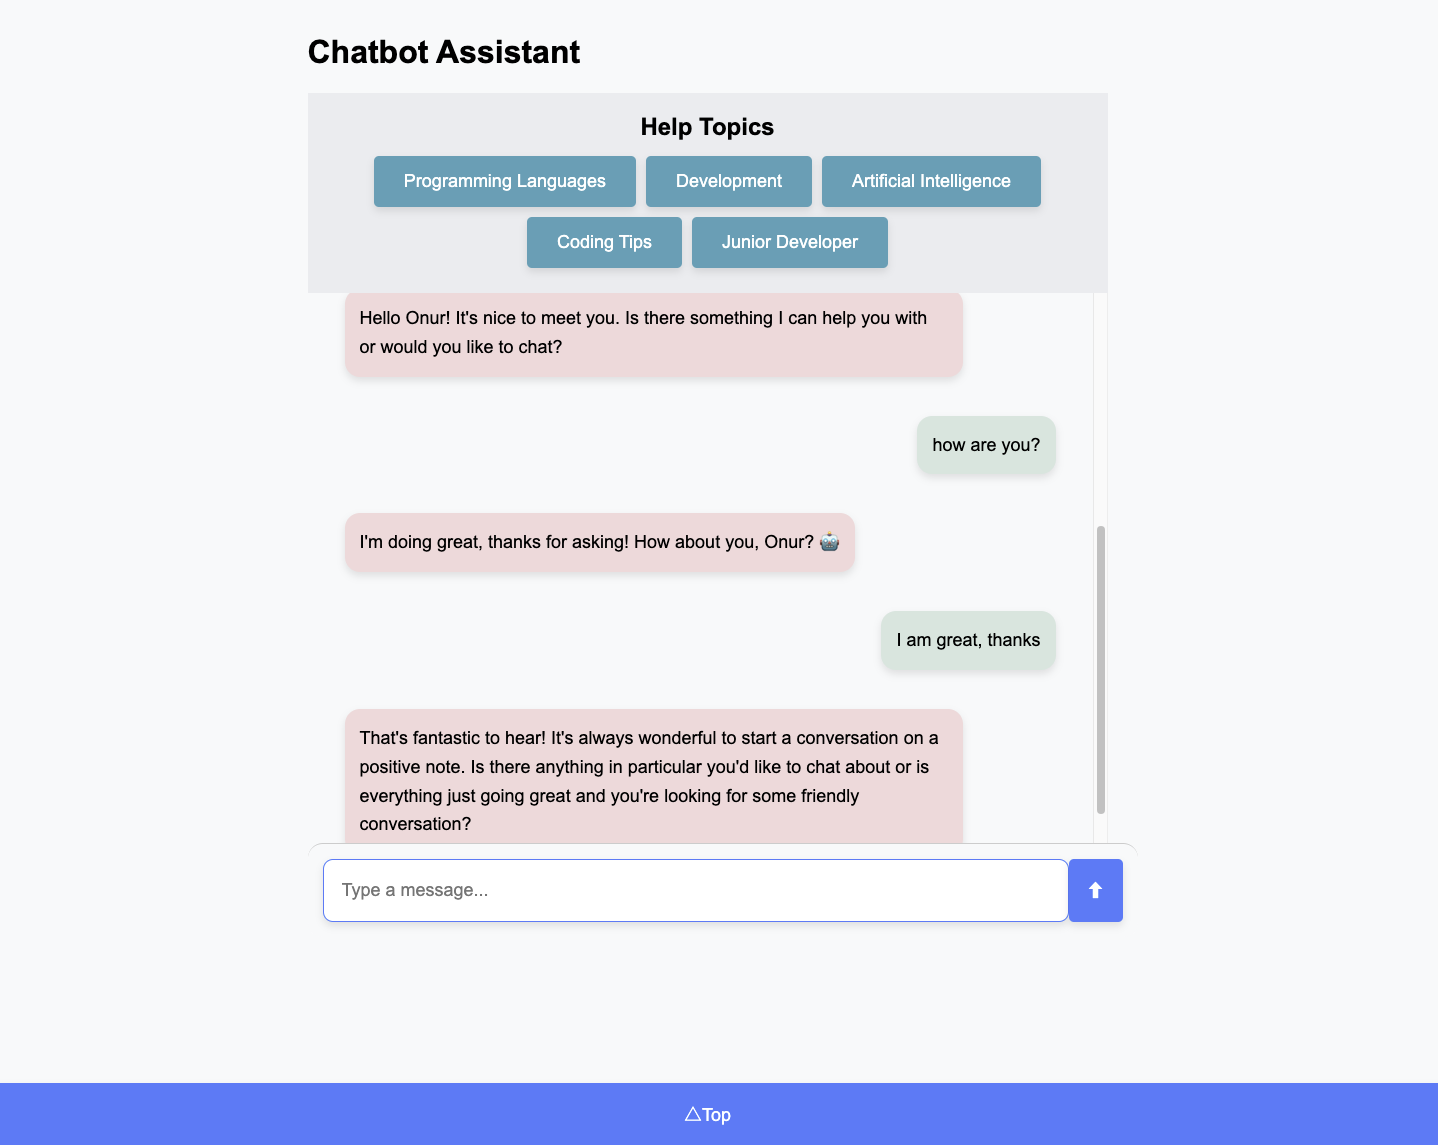 Chatbot Assistant
Help Topics
Programming Languages
Development
Artificial Intelligence
Coding Tips
Junior Developer
Hello Onur! It's nice to meet you. Is there something I can help you with
or would you like to chat?
how are you?
I'm doing great, thanks for asking! How about you, Onur? 🤖
I am great, thanks
That's fantastic to hear! It's always wonderful to start a conversation on a
positive note. Is there anything in particular you'd like to chat about or is
everything just going great and you're looking for some friendly
conversation?
Type a message...
⬆
△Top